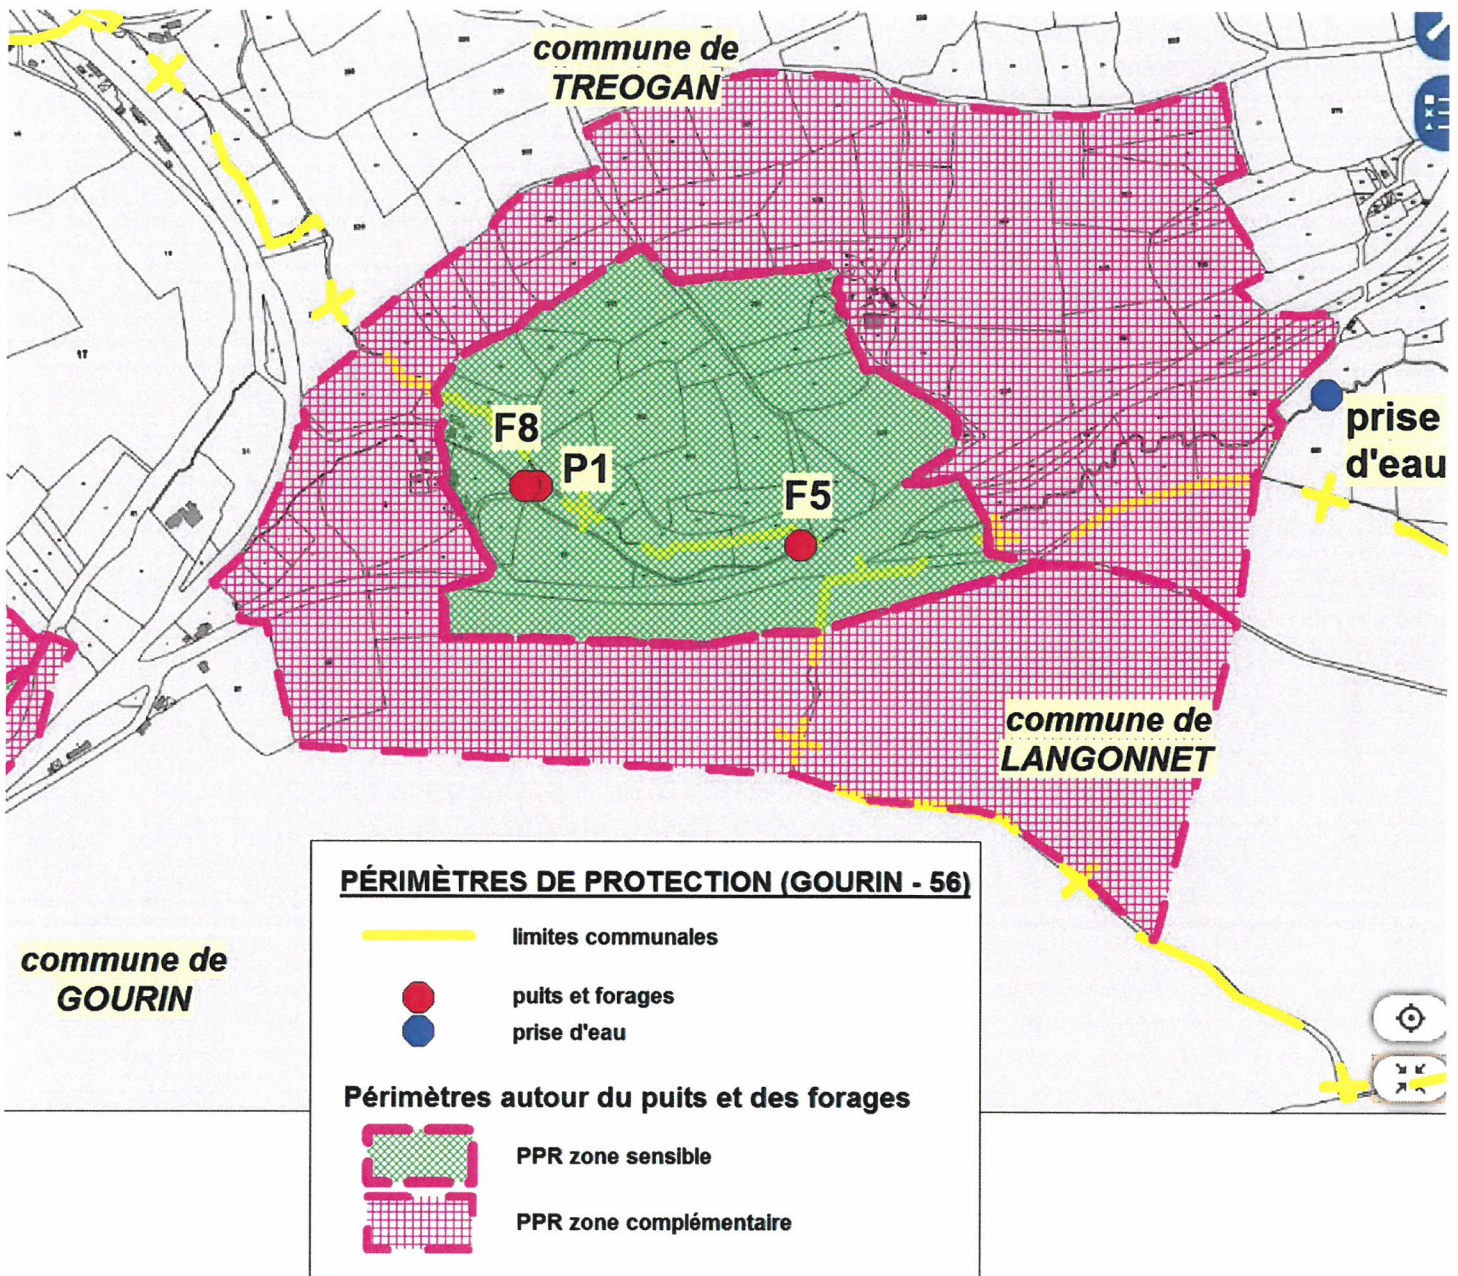 commune de
TREOGAN
F8
P1
F5
prise
d'eau
commune de
LANGONNET
commune de
GOURIN
PÉRIMÈTRES DE PROTECTION (GOURIN - 56)
limites communales
puits et forages
prise d'eau
Périmètres autour du puits et des forages
PPR zone sensible
PPR zone complémentaire